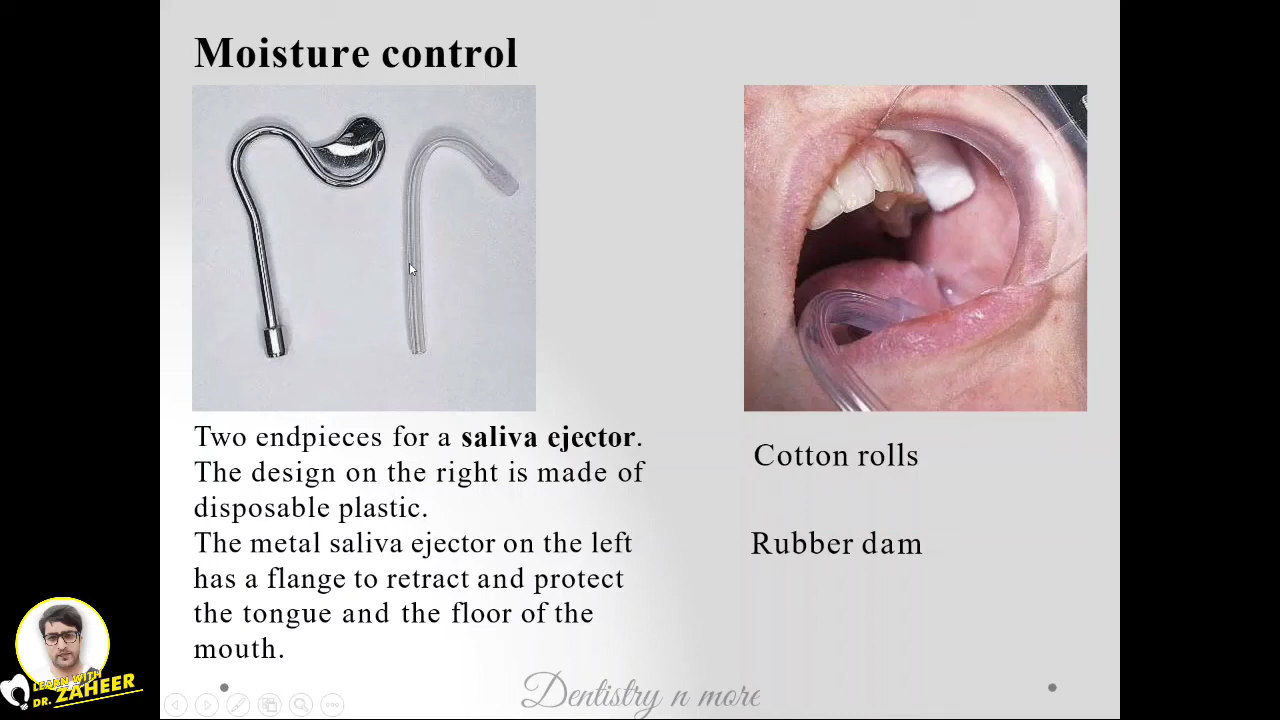 Moisture control
Two endpieces for a saliva ejector.
The design on the right is made of
disposable plastic.
The metal saliva ejector on the left
has a flange to retract and protect
the tongue and the floor of the
mouth.
Cotton rolls
Rubber dam
LEARN WITH
DR. ZAHEER
Dentistry n more